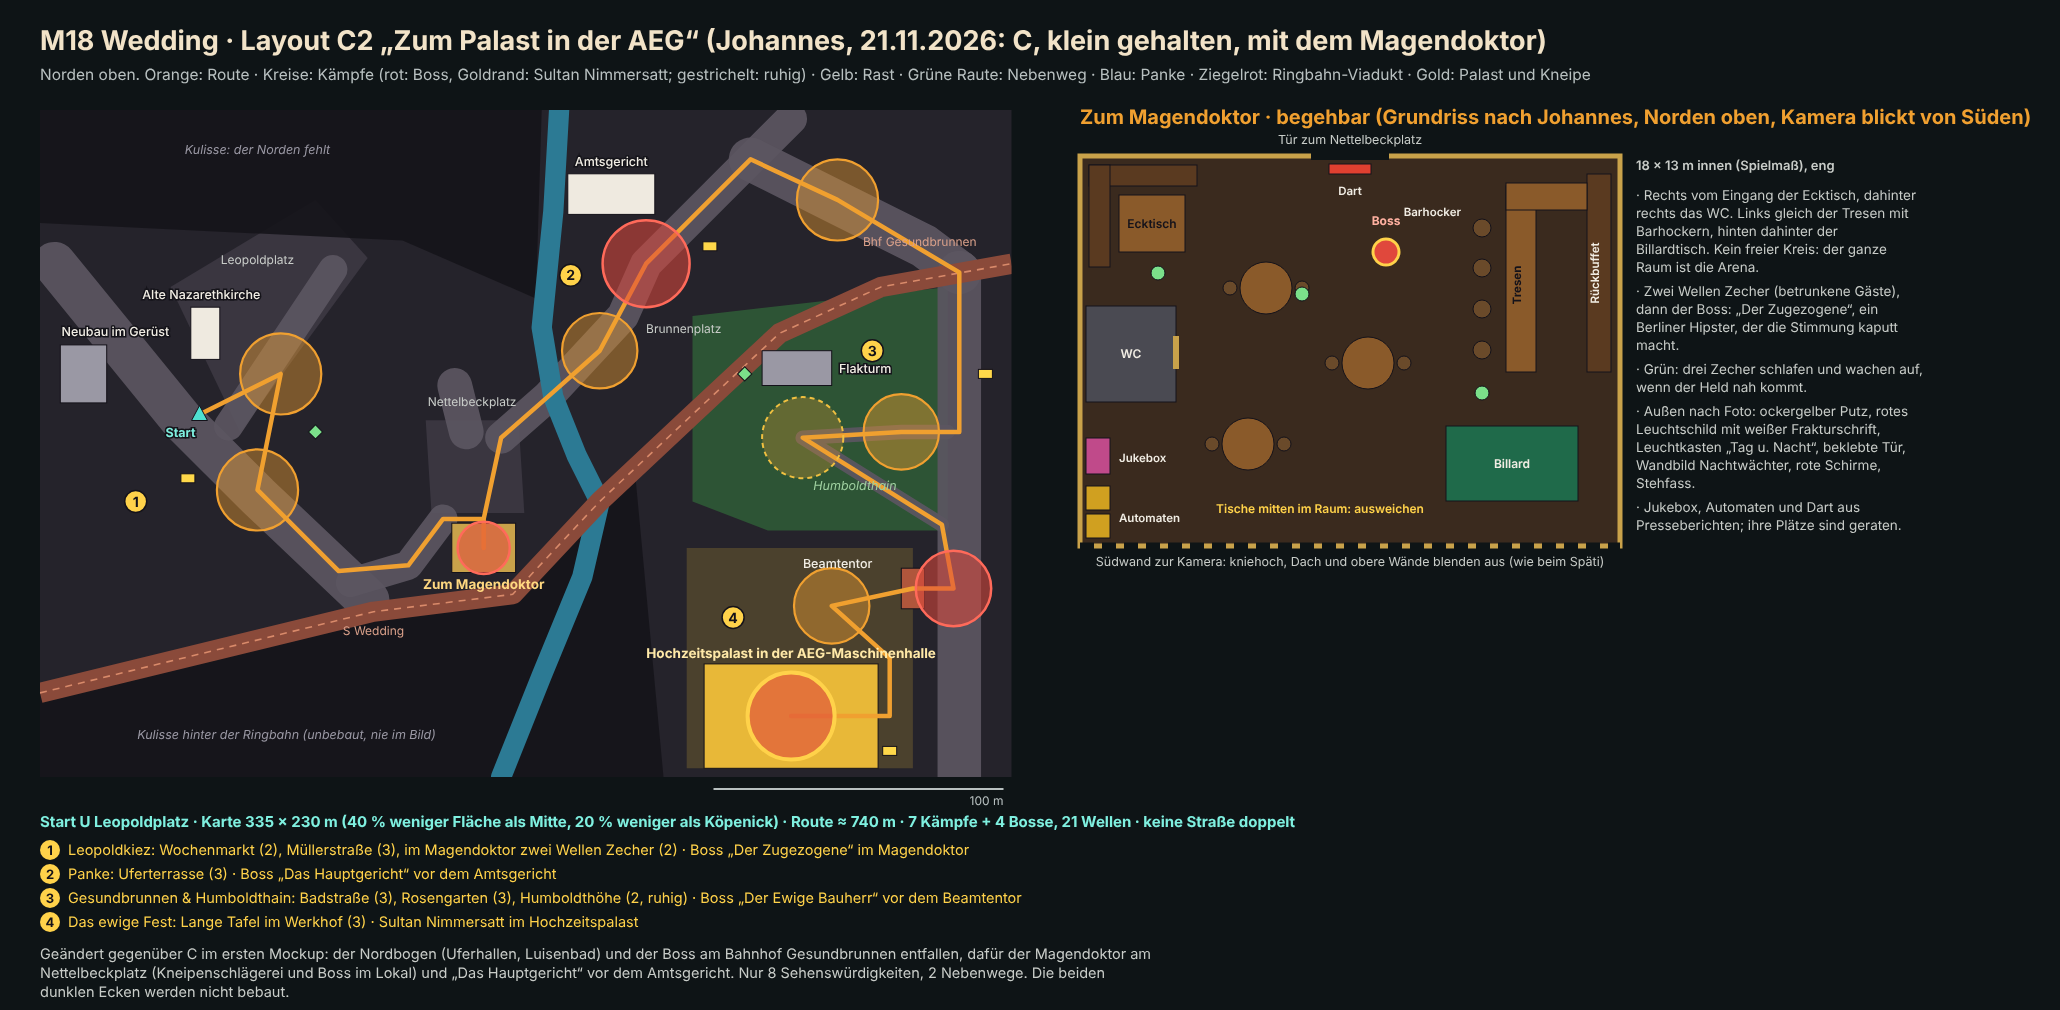 M18 Wedding · Layout C2 „Zum Palast in der AEG“ (Johannes, 21.11.2026: C, klein gehalten, mit dem Magendoktor)
Norden oben. Orange: Route · Kreise: Kämpfe (rot: Boss, Goldrand: Sultan Nimmersatt; gestrichelt: ruhig) · Gelb: Rast · Grüne Raute: Nebenweg · Blau: Panke · Ziegelrot: Ringbahn-Viadukt · Gold: Palast und Kneipe
Kulisse: der Norden fehlt
Amtsgericht
Leopoldplatz
Bhf Gesundbrunnen
2
Alte Nazarethkirche
Neubau im Gerüst
Brunnenplatz
3
Flakturm
Nettelbeckplatz
Start
Humboldthain
1
Beamtentor
Zum Magendoktor
4
S Wedding
Hochzeitspalast in der AEG-Maschinenhalle
Kulisse hinter der Ringbahn (unbebaut, nie im Bild)
100 m
Zum Magendoktor · begehbar (Grundriss nach Johannes, Norden oben, Kamera blickt von Süden)
Tür zum Nettelbeckplatz
Dart
Barhocker
Boss
Ecktisch
Tresen
Rückbuffet
WC
Jukebox
Billard
Tische mitten im Raum: ausweichen
Automaten
Südwand zur Kamera: kniehoch, Dach und obere Wände blenden aus (wie beim Späti)
18 × 13 m innen (Spielmaß), eng
· Rechts vom Eingang der Ecktisch, dahinter
rechts das WC. Links gleich der Tresen mit
Barhockern, hinten dahinter der
Billardtisch. Kein freier Kreis: der ganze
Raum ist die Arena.
· Zwei Wellen Zecher (betrunkene Gäste),
dann der Boss: „Der Zugezogene“, ein
Berliner Hipster, der die Stimmung kaputt
macht.
· Grün: drei Zecher schlafen und wachen auf,
wenn der Held nah kommt.
· Außen nach Foto: ockergelber Putz, rotes
Leuchtschild mit weißer Frakturschrift,
Leuchtkasten „Tag u. Nacht“, beklebte Tür,
Wandbild Nachtwächter, rote Schirme,
Stehfass.
· Jukebox, Automaten und Dart aus
Presseberichten; ihre Plätze sind geraten.
Start U Leopoldplatz · Karte 335 × 230 m (40 % weniger Fläche als Mitte, 20 % weniger als Köpenick) · Route ≈ 740 m · 7 Kämpfe + 4 Bosse, 21 Wellen · keine Straße doppelt
1 Leopoldkiez: Wochenmarkt (2), Müllerstraße (3), im Magendoktor zwei Wellen Zecher (2) · Boss „Der Zugezogene“ im Magendoktor
2 Panke: Uferterrasse (3) · Boss „Das Hauptgericht“ vor dem Amtsgericht
3 Gesundbrunnen & Humboldthain: Badstraße (3), Rosengarten (3), Humboldthöhe (2, ruhig) · Boss „Der Ewige Bauherr“ vor dem Beamtentor
4 Das ewige Fest: Lange Tafel im Werkhof (3) · Sultan Nimmersatt im Hochzeitspalast
Geändert gegenüber C im ersten Mockup: der Nordbogen (Uferhallen, Luisenbad) und der Boss am Bahnhof Gesundbrunnen entfallen, dafür der Magendoktor am
Nettelbeckplatz (Kneipenschlägerei und Boss im Lokal) und „Das Hauptgericht“ vor dem Amtsgericht. Nur 8 Sehenswürdigkeiten, 2 Nebenwege. Die beiden
dunklen Ecken werden nicht bebaut.